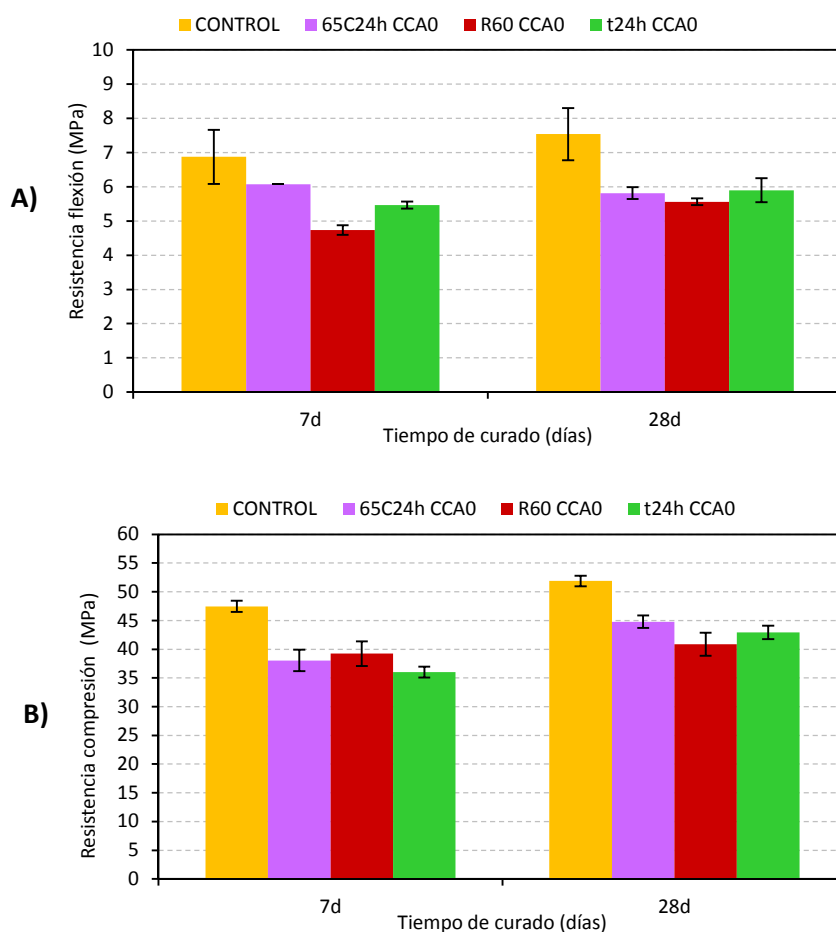 CONTROL 65C24h CCA0 R60 CCA0 t24h CCA0
A)
Resistencia flexión (MPa)
10
9
8
7
6
5
4
3
2
1
0
7d 28d
Tiempo de curado (días)
CONTROL 65C24h CCA0 R60 CCA0 t24h CCA0
B)
Resistencia compresión (MPa)
60
55
50
45
40
35
30
25
20
15
10
5
0
7d 28d
Tiempo de curado (días)